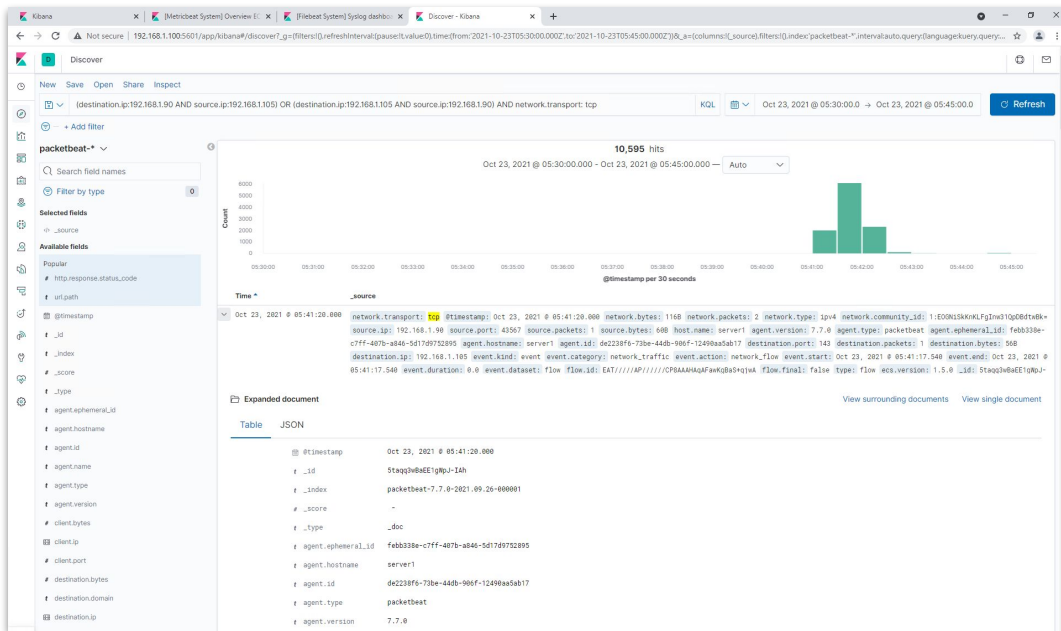 Kibana
[Metricbeat System] Overview EC
[Filebeat System] Syslog dashbo
Discover - Kibana
Not secure | 192.168.1.100:5601/app/kibana#/discover?_g=(filters:!(),refreshInterval:(pause:!t,value:0),time:(from:'2021-10-23T05:30:00.000Z',to:'2021-10-23T05:45:00.000Z'))&_a=(columns:!(_source),filters:!(),index:'packetbeat-*',interval:auto,query:(language:kuery,query:...
D Discover
New Save Open Share Inspect
(destination.ip:192.168.1.90 AND source.ip:192.168.1.105) OR (destination.ip:192.168.1.105 AND source.ip:192.168.1.90) AND network.transport: tcp
KQL
Oct 23, 2021 @ 05:30:00.0 → Oct 23, 2021 @ 05:45:00.0
Refresh
+ Add filter
packetbeat-*
Search field names
Filter by type 0
Selected fields
_source
Available fields
Popular
# http.response.status_code
t url.path
@timestamp
t _id
t _index
# _score
t _type
t agent.ephemeral_id
t agent.hostname
t agent.id
t agent.name
t agent.type
t agent.version
# client.bytes
client.ip
# client.port
# destination.bytes
t destination.domain
destination.ip
10,595 hits
Oct 23, 2021 @ 05:30:00.000 - Oct 23, 2021 @ 05:45:00.000 — Auto
Count
6000
5000
4000
3000
2000
1000
0
05:30:00 05:31:00 05:32:00 05:33:00 05:34:00 05:35:00 05:36:00 05:37:00 05:38:00 05:39:00 05:40:00 05:41:00 05:42:00 05:43:00 05:44:00 05:45:00
@timestamp per 30 seconds
Time _source
Oct 23, 2021 @ 05:41:20.000
network.transport: tcp @timestamp: Oct 23, 2021 @ 05:41:20.000 network.bytes: 116B network.packets: 2 network.type: ipv4 network.community_id:
source.ip: 192.168.1.90 source.port: 43567 source.packets: 1 source.bytes: 60B host.name: server1 agent.version: 7.7.0 agent.type: packetbeat agent.ephemeral_id: febb338e-
c7ff-407b-a846-5d17d9752895 agent.hostname: server1 agent.id: de2238f6-73be-44db-906f-12490aa5ab17 destination.port: 143 destination.packets: 1 destination.bytes: 56B
destination.ip: 192.168.1.105 event.kind: event event.category: network_traffic event.action: network_flow event.start: Oct 23, 2021 @ 05:41:17.540 event.end: Oct 23, 2021 @
05:41:17.540 event.duration: 0.0 event.dataset: flow flow.id: flow.final: false type: flow ecs.version: 1.5.0 _id: 5taqq3wBaEE1gWpJ-
Expanded document
View surrounding documents View single document
Table JSON
@timestamp Oct 23, 2021 @ 05:41:20.000
t _id 5taqq3wBaEE1gWpJ-IAh
t _index packetbeat-7.7.0-2021.09.26-000001
# _score -
t _type _doc
t agent.ephemeral_id febb338e-c7ff-407b-a846-5d17d9752895
t agent.hostname server1
t agent.id de2238f6-73be-44db-906f-12490aa5ab17
t agent.type packetbeat
t agent.version 7.7.0